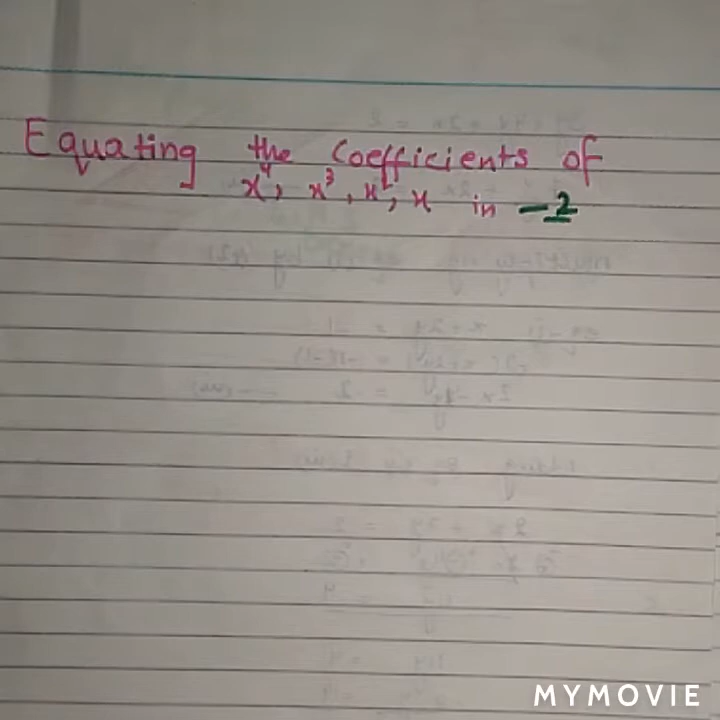 Equating the coefficients of
x⁴, x³, x², x in -2
MYMOVIE